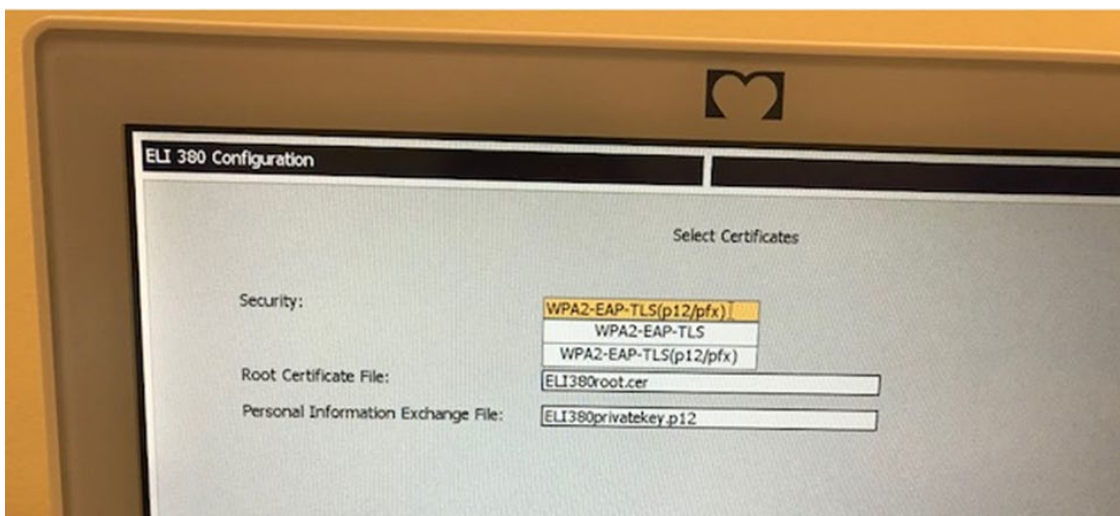 ELI 380 Configuration
Select Certificates
Security:
WPA2-EAP-TLS(p12/pfx)
WPA2-EAP-TLS
WPA2-EAP-TLS(p12/pfx)
Root Certificate File: ELI380root.cer
Personal Information Exchange File: ELI380privatekey.p12